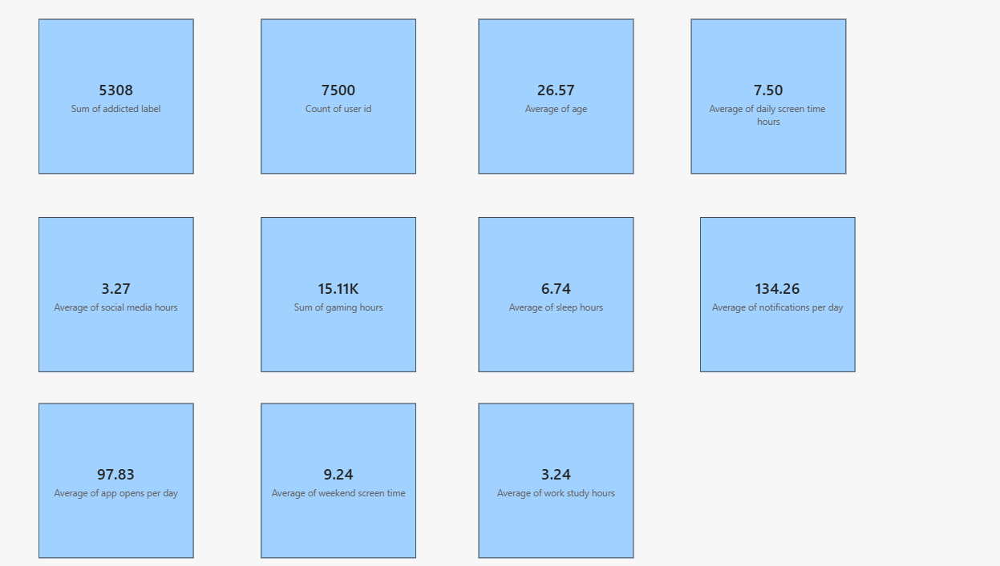 5308
Sum of addicted label
7500
Count of user id
26.57
Average of age
7.50
Average of daily screen time
hours
3.27
Average of social media hours
15.11K
Sum of gaming hours
6.74
Average of sleep hours
134.26
Average of notifications per day
97.83
Average of app opens per day
9.24
Average of weekend screen time
3.24
Average of work study hours